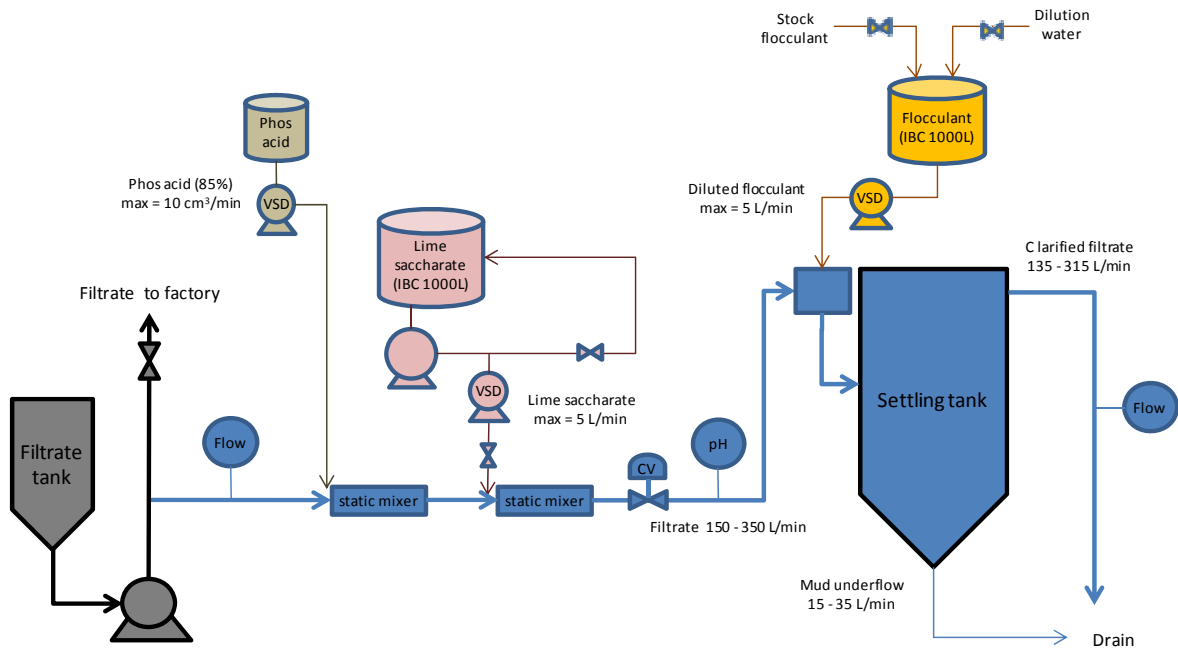 Stock
flocculant
Dilution
water
Phos
acid
Flocculant
(IBC 1000L)
Phos acid (85%)
max = 10 cm³/min
VSD
Diluted flocculant
max = 5 L/min
VSD
Lime
saccharate
(IBC 1000L)
C larified filtrate
135 - 315 L/min
Filtrate to factory
VSD
Lime saccharate
max = 5 L/min
Settling tank
Flow
Filtrate
tank
Flow
pH
CV
static mixer
static mixer
Filtrate 150 - 350 L/min
Mud underflow
15 - 35 L/min
Drain